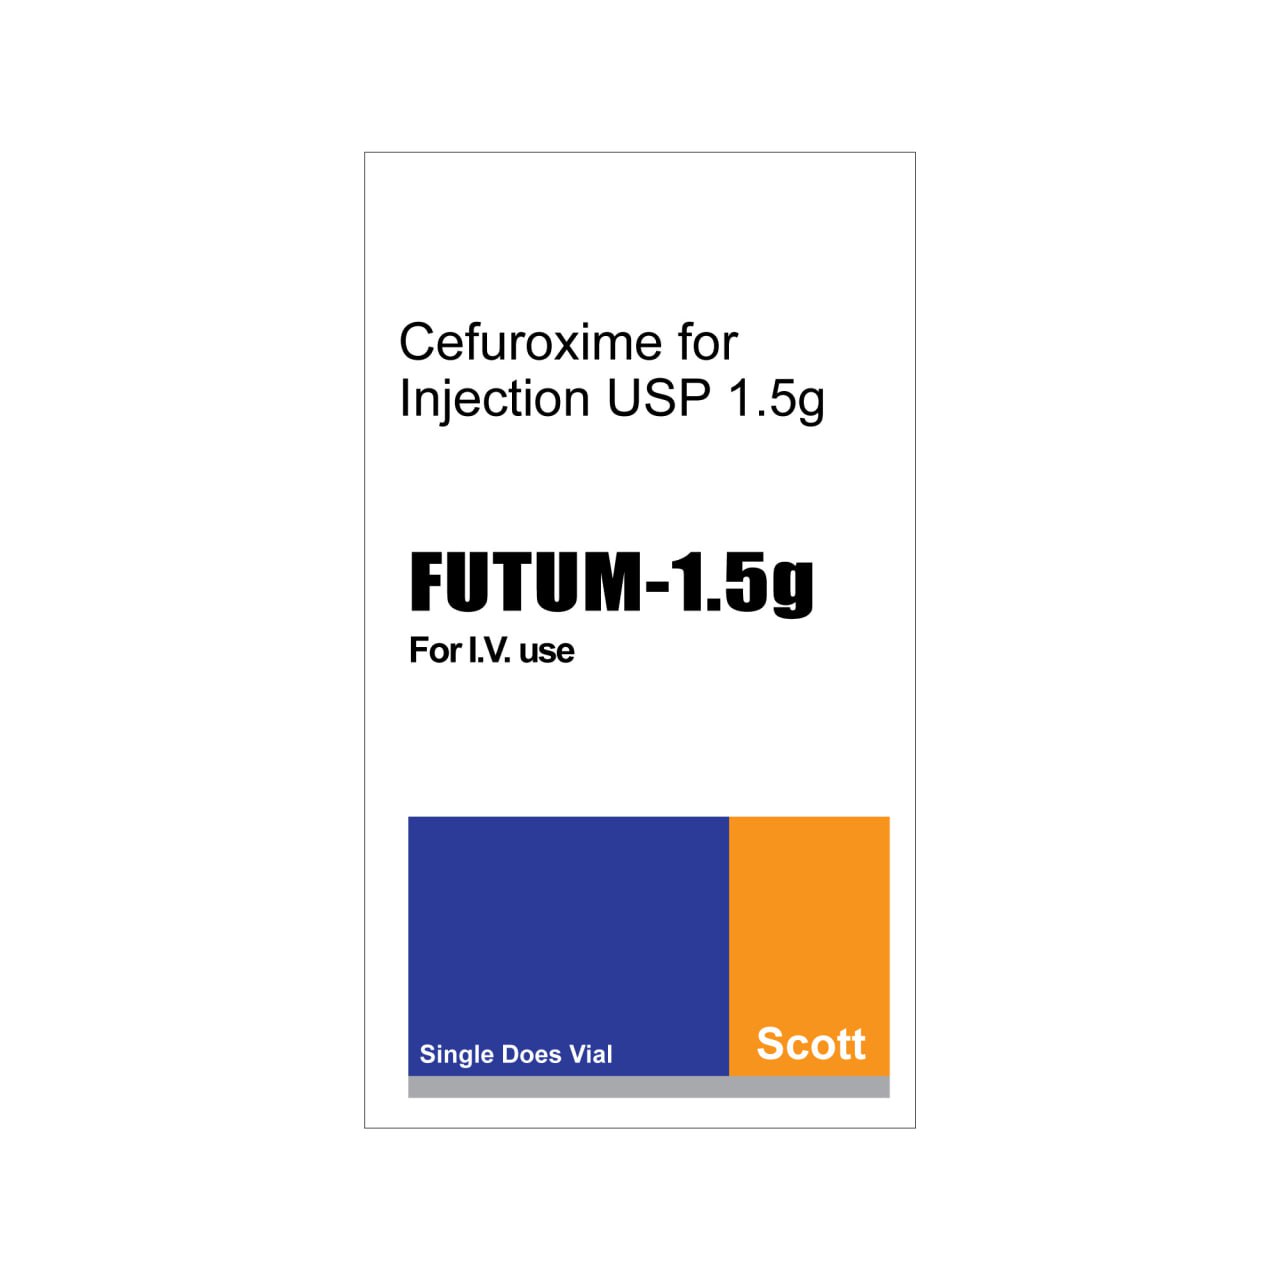 Cefuroxime for
Injection USP 1.5g
FUTUM-1.5g
For I.V. use
Single Does Vial
Scott